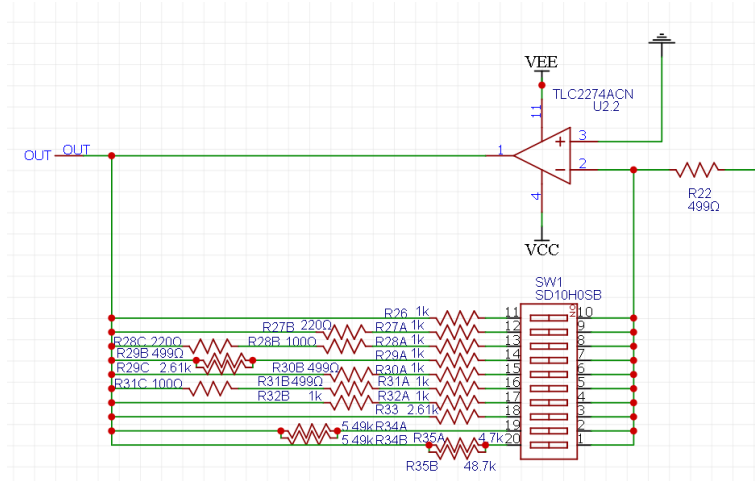 VEE
TLC2274ACN
U2.2
11
3
OUT OUT
1
2
4
R22
499Ω
VCC
SW1
SD10H0SB
ON
R26 1k 11 10
R27B 220Ω R27A 1k 12 9
R28C 220Ω R28B 100Ω R28A 1k 13 8
R29B 499Ω R29A 1k 14 7
R29C 2.61k R30B 499Ω R30A 1k 15 6
R31C 100Ω R31B 499Ω R31A 1k 16 5
R32B 1k R32A 1k 17 4
R33 2.61k 18 3
5.49k R34A 19 2
5.49k R34B R35A 4.7k 20 1
R35B 48.7k